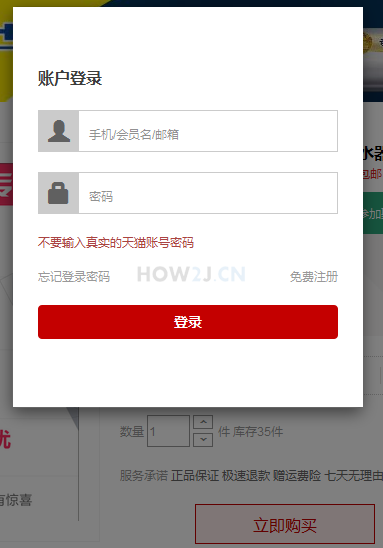 账户登录
手机/会员名/邮箱
密码
不要输入真实的天猫账号密码
忘记登录密码 HOW2J.CN 免费注册
登录
专
水器
包邮
参加
优
有惊喜
数量 1 件 库存35件
服务承诺 正品保证 极速退款 赠运费险 七天无理由
立即购买